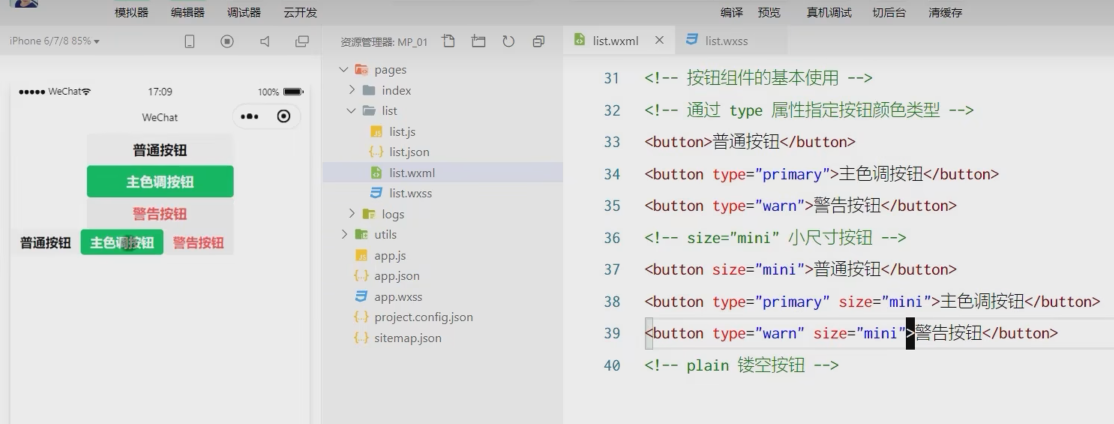 模拟器 编辑器 调试器 云开发 编译 预览 真机调试 切后台 清缓存
iPhone 6/7/8 85%
WeChat 17:09 100%
WeChat
普通按钮
主色调按钮
警告按钮
普通按钮 主色调按钮 警告按钮
资源管理器: MP_01
pages
index
list
list.js
list.json
list.wxml
list.wxss
logs
utils
app.js
app.json
app.wxss
project.config.json
sitemap.json
list.wxml list.wxss
31 <!-- 按钮组件的基本使用 -->
32 <!-- 通过 type 属性指定按钮颜色类型 -->
33 <button>普通按钮</button>
34 <button type="primary">主色调按钮</button>
35 <button type="warn">警告按钮</button>
36 <!-- size="mini" 小尺寸按钮 -->
37 <button size="mini">普通按钮</button>
38 <button type="primary" size="mini">主色调按钮</button>
39 <button type="warn" size="mini">警告按钮</button>
40 <!-- plain 镂空按钮 -->